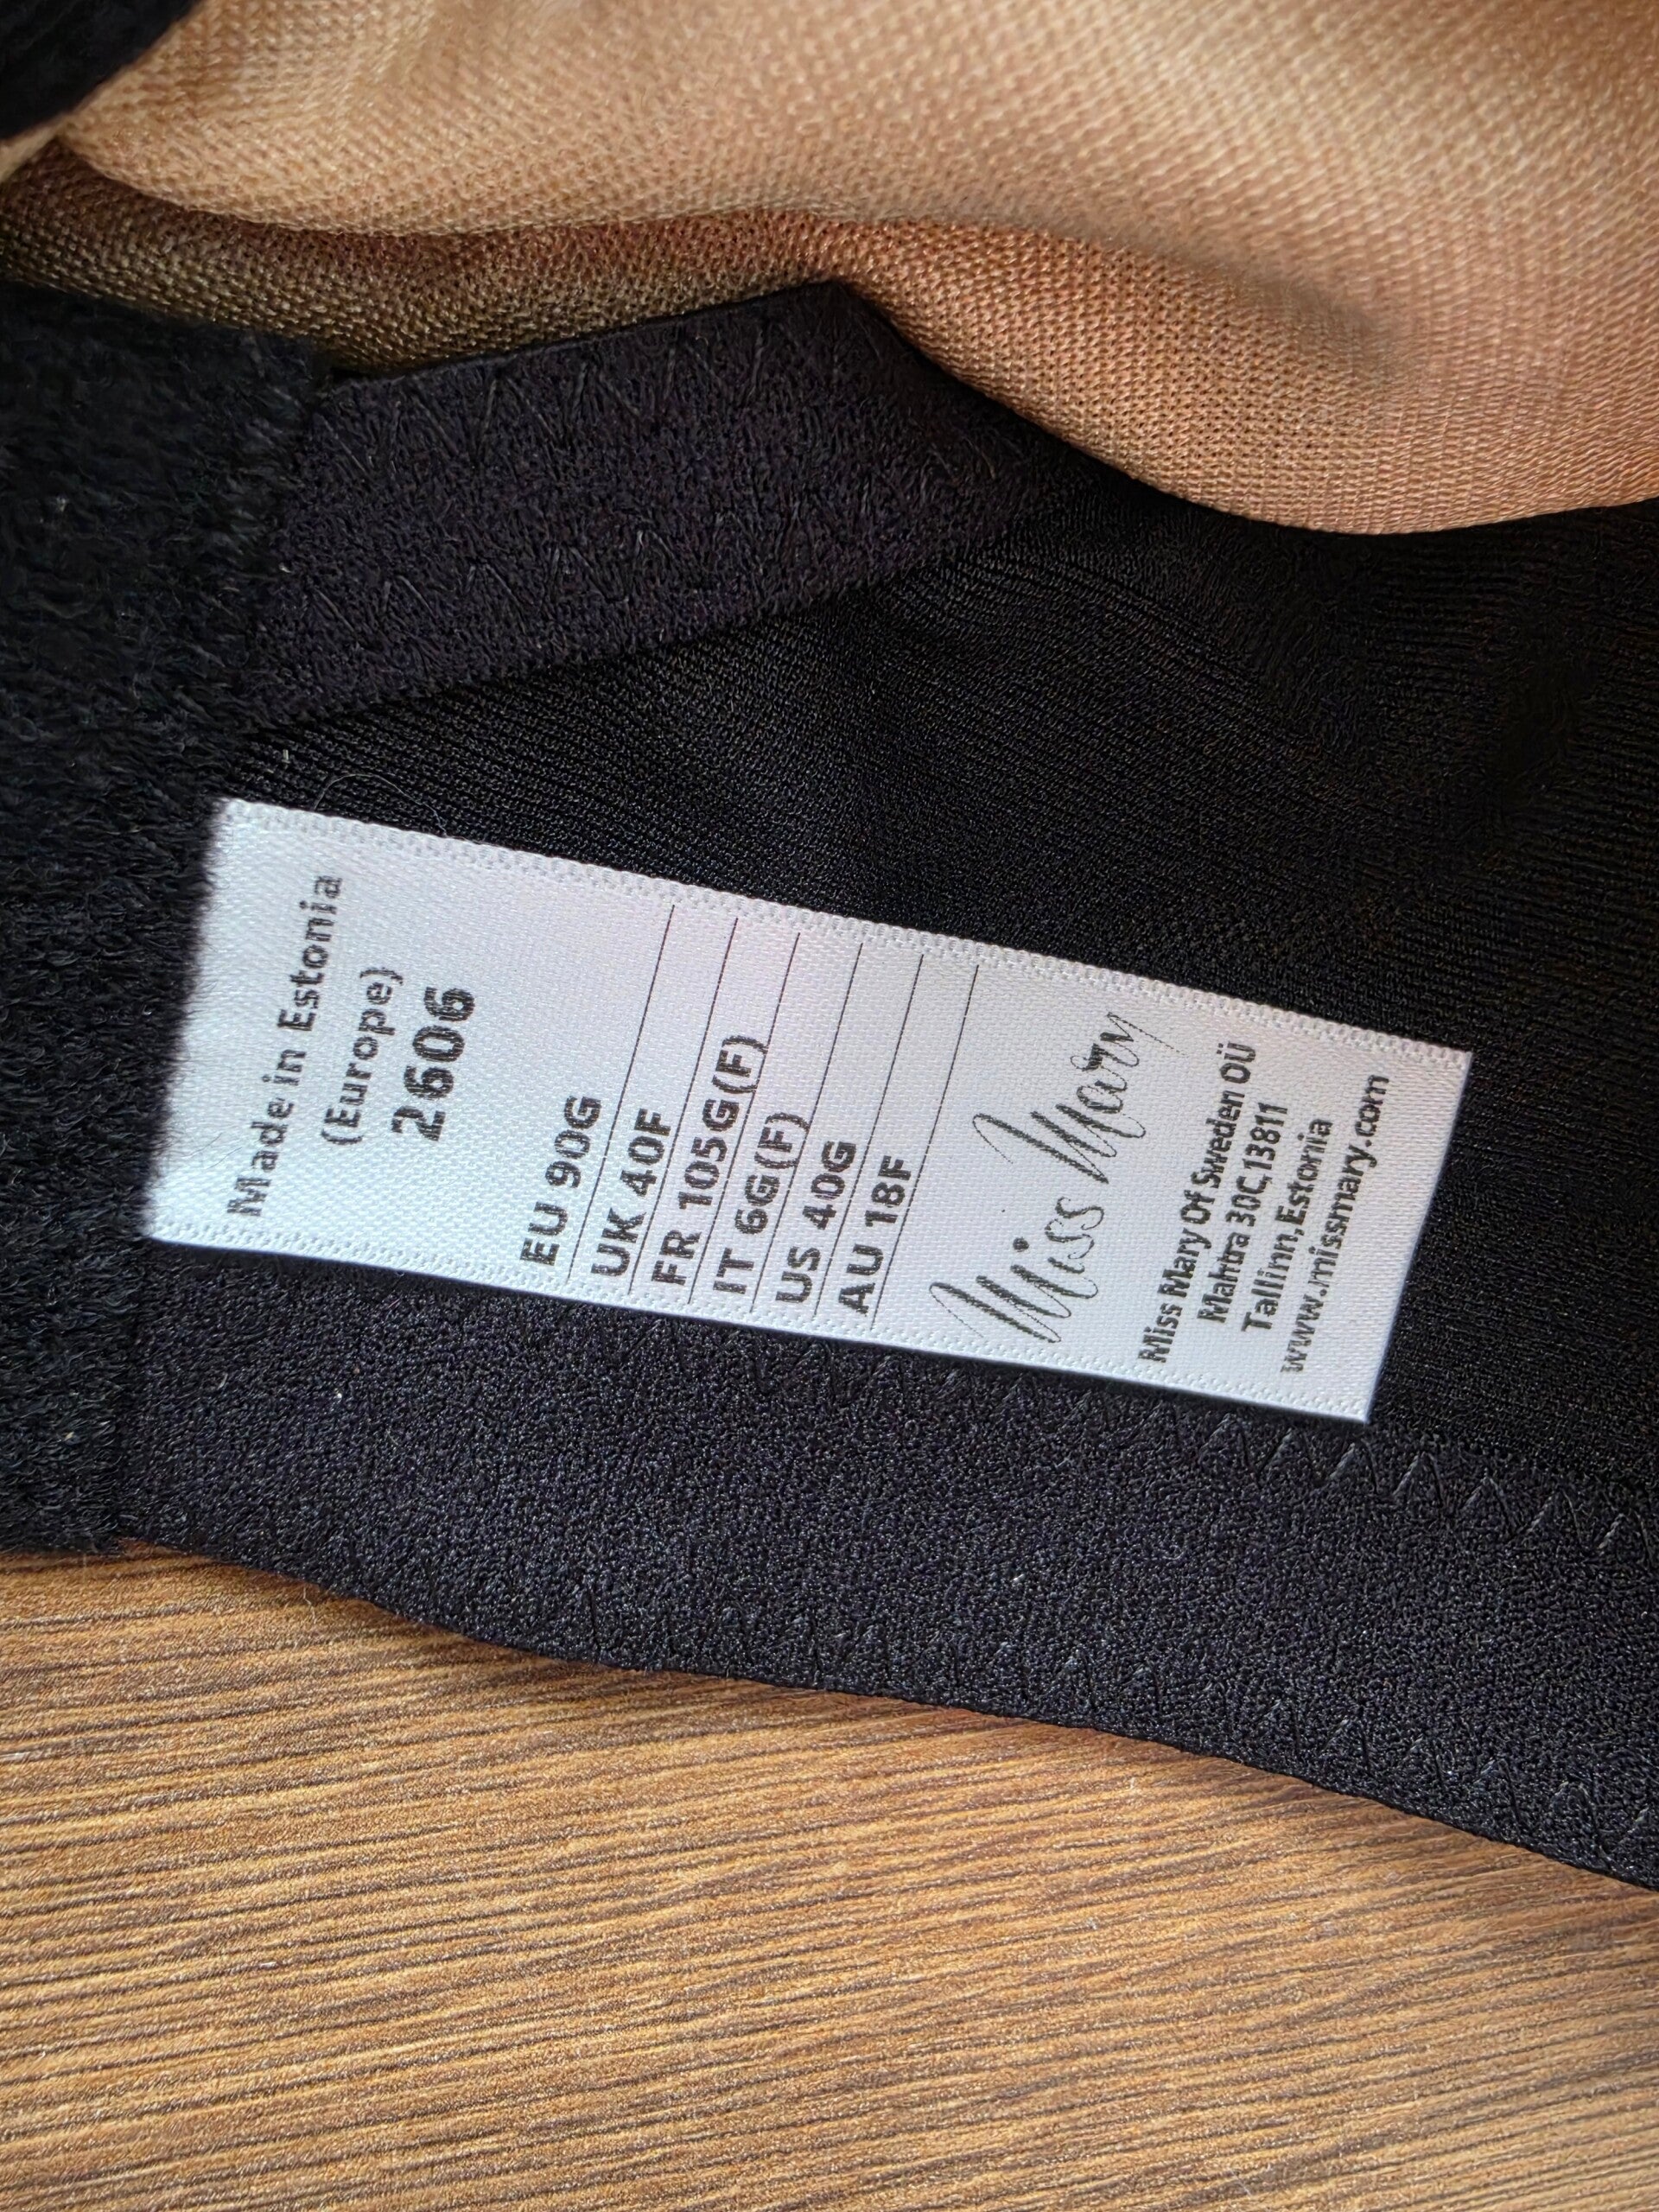 Made in Estonia
(Europe)
2606
EU 90G
UK 40F
FR 105G(F)
IT 6G(F)
US 40G
AU 18F
Miss Mary
Miss Mary Of Sweden OÜ
Mahtra 30C,13811
Tallinn,Estonia
www.missmary.com